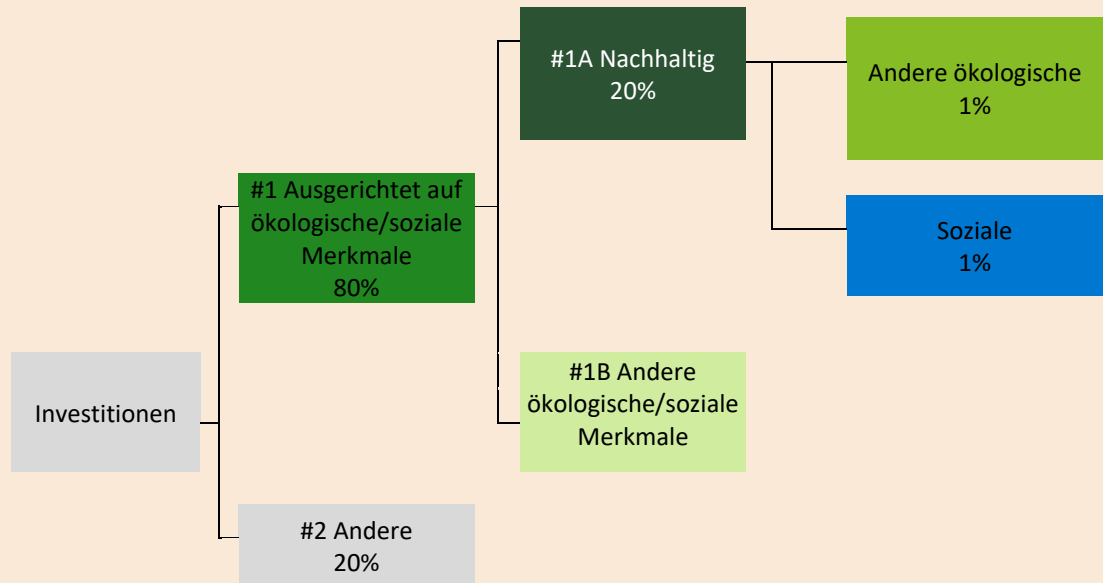 Investitionen
#1 Ausgerichtet auf
ökologische/soziale
Merkmale
80%
#2 Andere
20%
#1A Nachhaltig
20%
#1B Andere
ökologische/soziale
Merkmale
Andere ökologische
1%
Soziale
1%